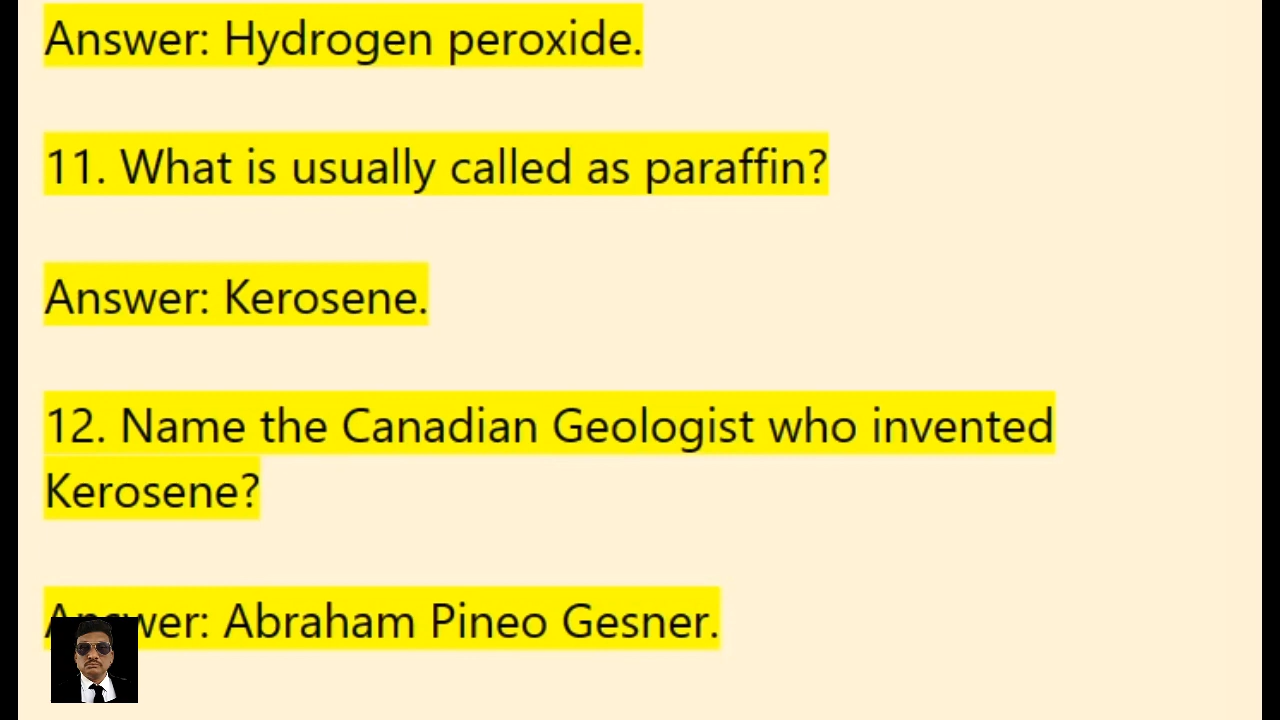 Answer: Hydrogen peroxide.
11. What is usually called as paraffin?
Answer: Kerosene.
12. Name the Canadian Geologist who invented
Kerosene?
Answer: Abraham Pineo Gesner.